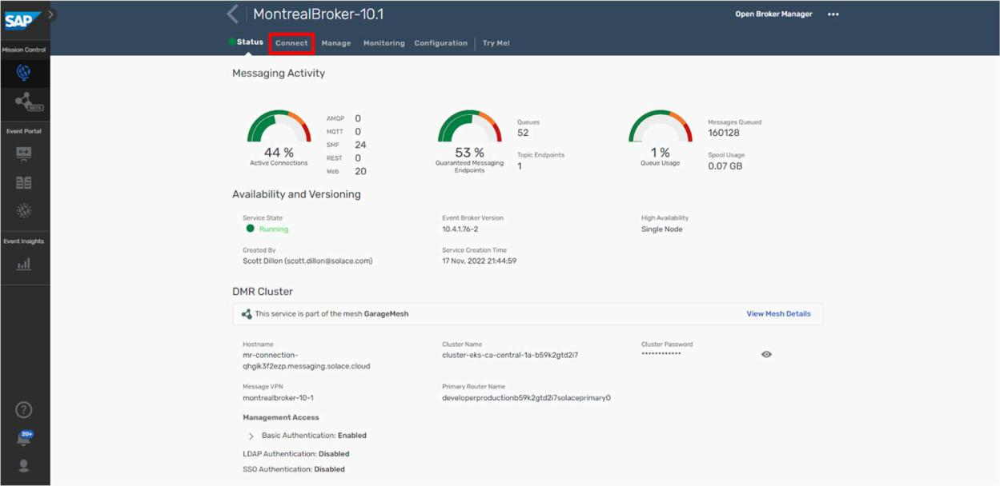 SAP
MontrealBroker-10.1
Open Broker Manager
Status Connect Manage Monitoring Configuration Try Me!
Mission Control
BETA
Event Portal
Event Insights
20+
Messaging Activity
44 %
Active Connections
AMQP 0
MQTT 0
SMF 24
REST 0
Web 20
53 %
Guaranteed Messaging
Endpoints
Queues
52
Topic Endpoints
1
1 %
Queue Usage
Messages Queued
160128
Spool Usage
0.07 GB
Availability and Versioning
Service State
Running
Event Broker Version
10.4.1.76-2
High Availability
Single Node
Created By
Scott Dillon (scott.dillon@solace.com)
Service Creation Time
17 Nov, 2022 21:44:59
DMR Cluster
This service is part of the mesh GarageMesh
View Mesh Details
Hostname
mr-connection-
qhgik3f2ezp.messaging.solace.cloud
Cluster Name
cluster-eks-ca-central-1a-b59k2gtd2i7
Cluster Password
************
Message VPN
montrealbroker-10-1
Primary Router Name
developerproductionb59k2gtd2i7solaceprimary0
Management Access
Basic Authentication: Enabled
LDAP Authentication: Disabled
SSO Authentication: Disabled